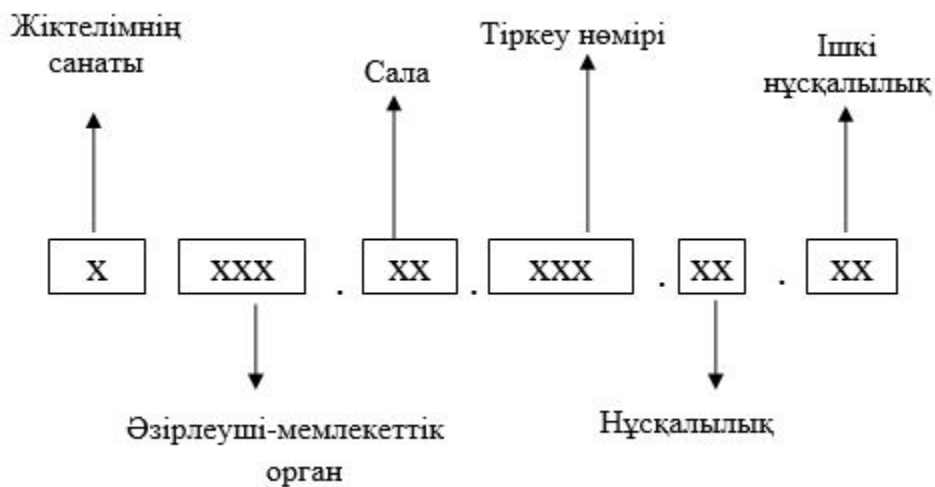 Жіктелімнің
санаты
Сала
Тіркеу нөмірі
Ішкі
нұсқалылық
X XXX . XX . XXX . XX . XX
Әзірлеуші-мемлекеттік
орган
Нұсқалылық